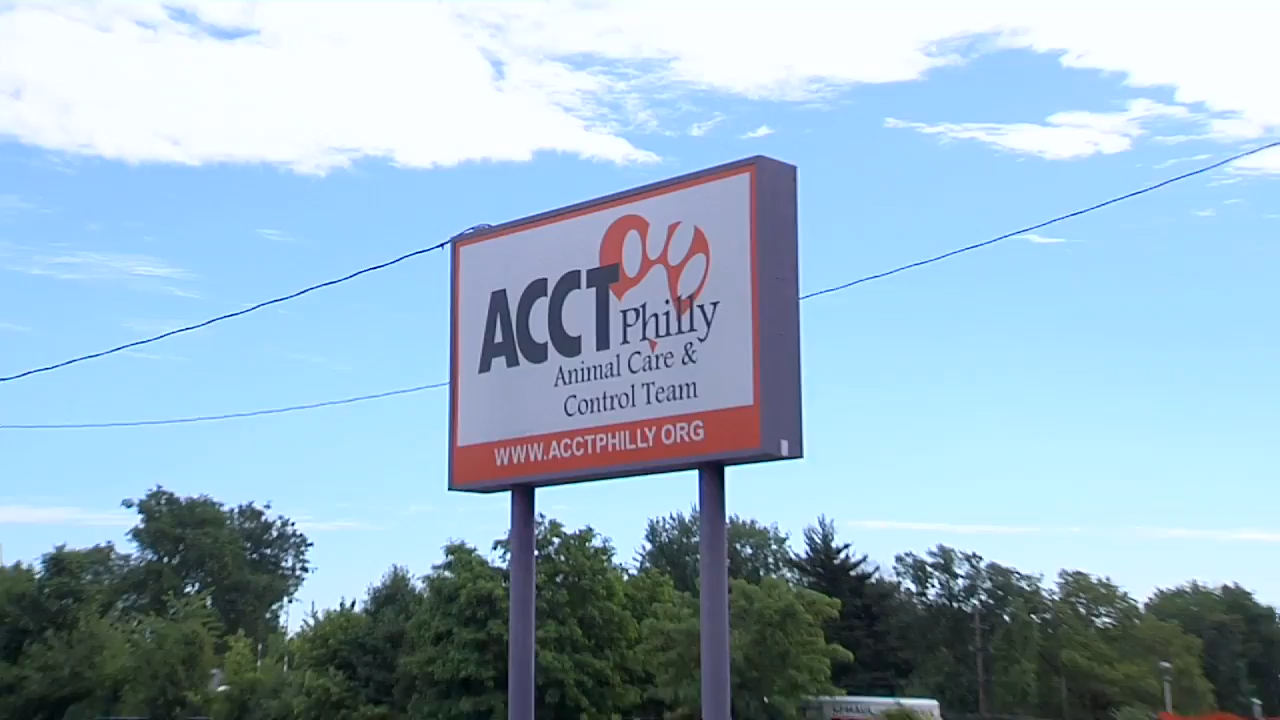 ACCT
Philly
Animal Care &
Control Team
WWW.ACCTPHILLY ORG